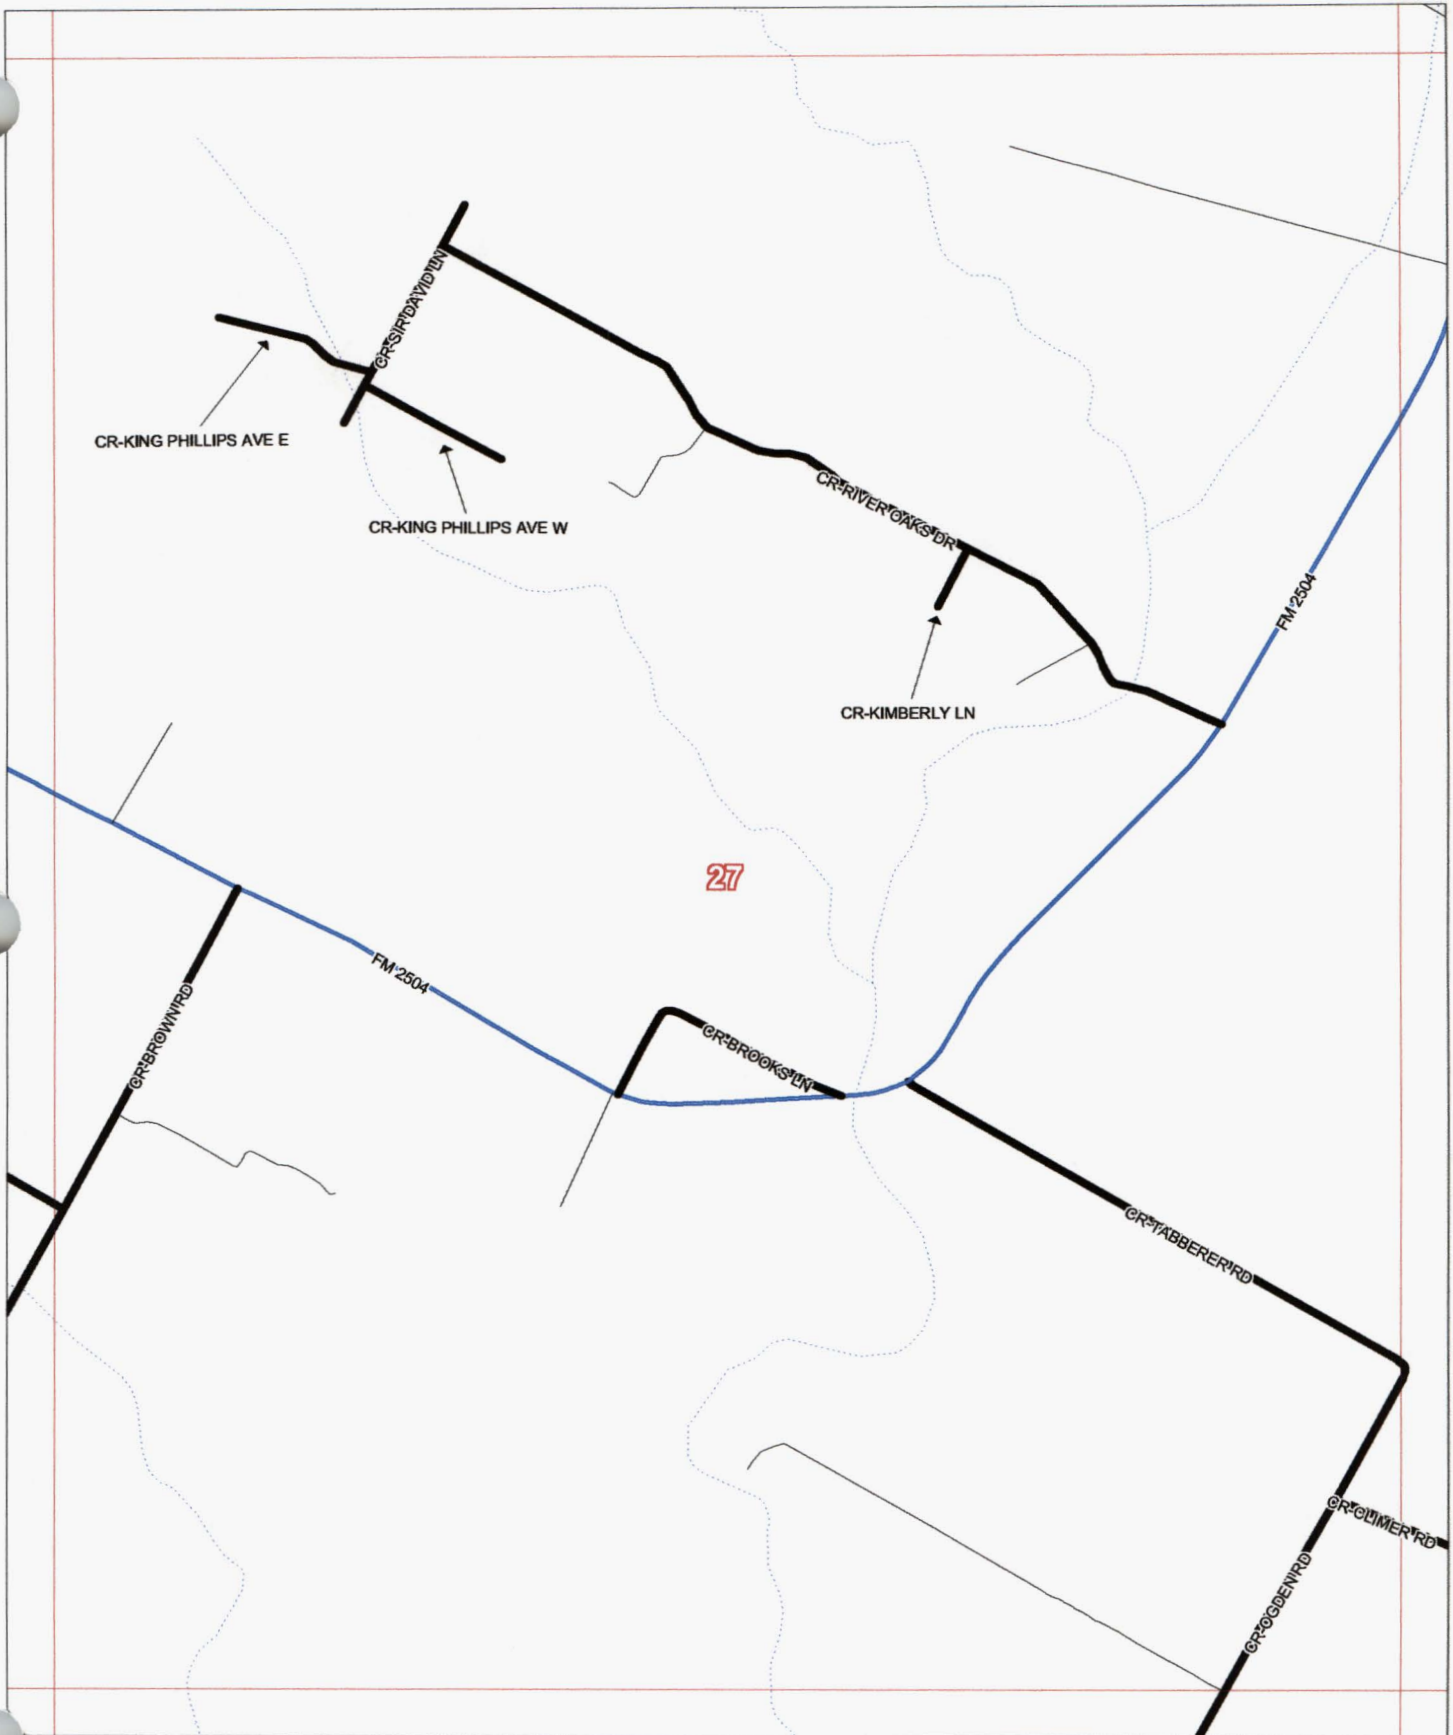 CR-SIR DAVID LN
CR-KING PHILLIPS AVE E
CR-KING PHILLIPS AVE W
CR-RIVER OAKS DR
FM 2504
CR-KIMBERLY LN
27
FM 2504
CR-BROWN RD
CR-BROOKS LN
CR-TABBERER RD
CR-CLIMER RD
CR-OGDEN RD